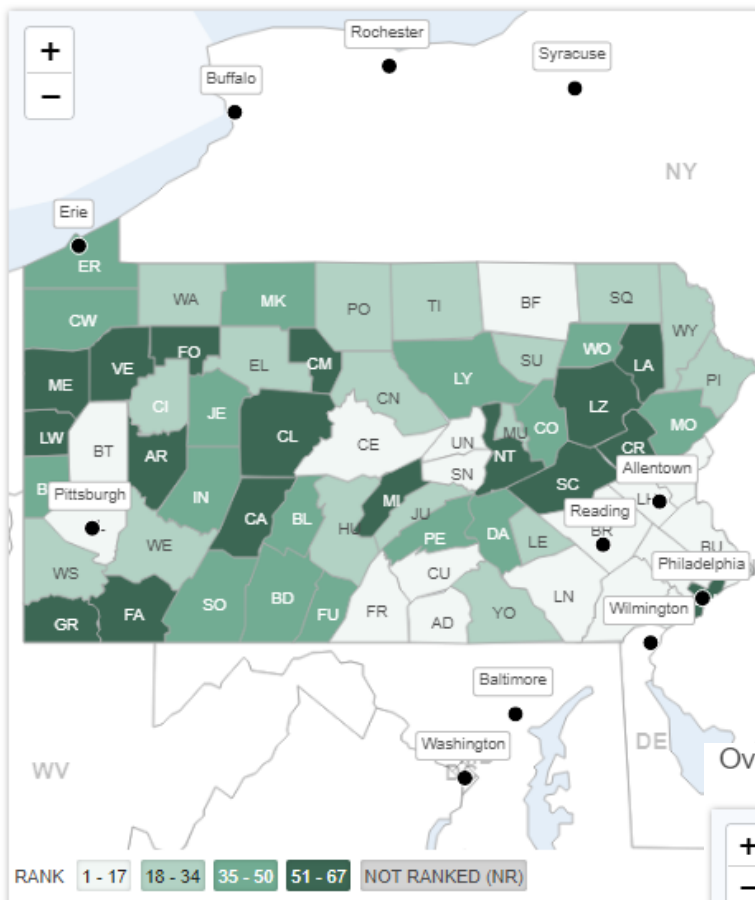 +
−
Rochester
Syracuse
Buffalo
NY
Erie
ER
WA
MK
PO
TI
BF
SQ
WY
CW
VE
FO
EL
CM
LY
SU
WO
LA
PI
ME
CI
JE
CN
LZ
LW
BT
AR
CL
CE
UN
MU
CO
MO
NT
CR
SN
Allentown
Pittsburgh
IN
CA
BL
HU
MI
JU
SC
PE
DA
LE
Reading
BR
LH
BU
WS
WE
CU
Philadelphia
GR
FA
SO
BD
FU
FR
AD
YO
LN
Wilmington
Baltimore
Washington
WV
DE
Ov
+
−
RANK 1 - 17 18 - 34 35 - 50 51 - 67 NOT RANKED (NR)